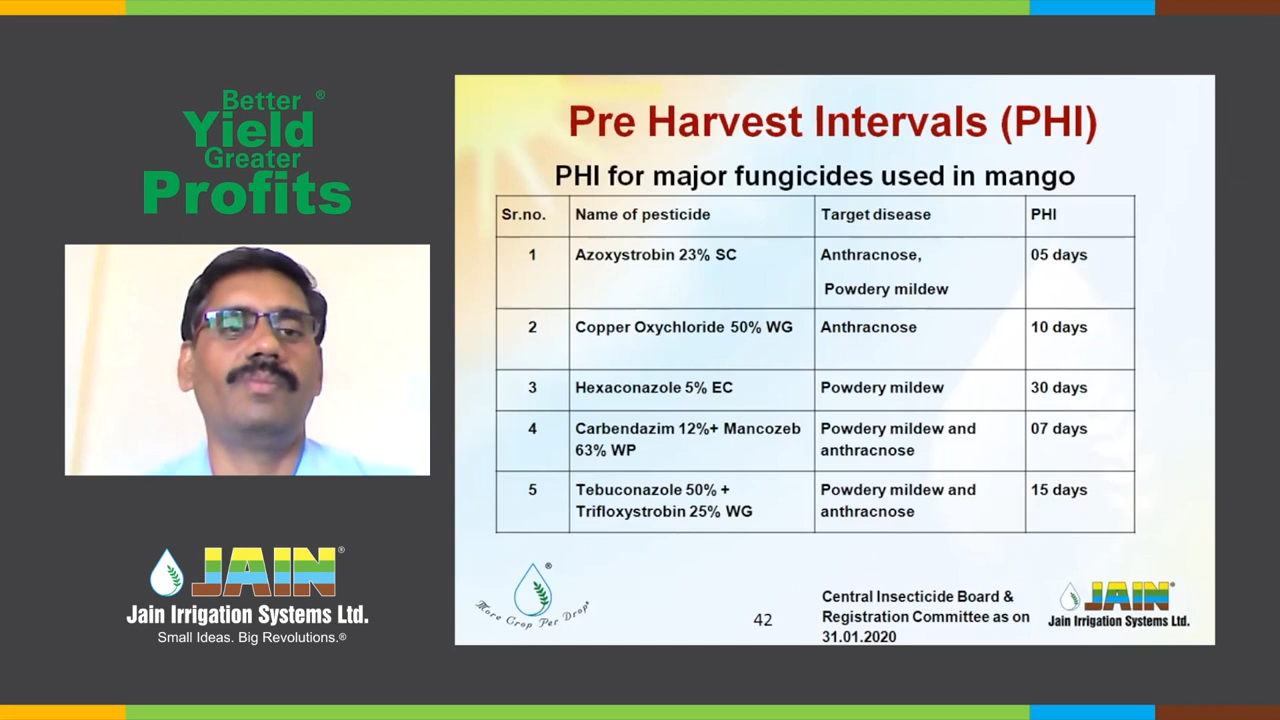 Better ®
Yield
Greater
Profits
JAIN®
Jain Irrigation Systems Ltd.
Small Ideas. Big Revolutions.®
Pre Harvest Intervals (PHI)
PHI for major fungicides used in mango
Sr.no. Name of pesticide Target disease PHI
1 Azoxystrobin 23% SC Anthracnose, 05 days
Powdery mildew
2 Copper Oxychloride 50% WG Anthracnose 10 days
3 Hexaconazole 5% EC Powdery mildew 30 days
4 Carbendazim 12%+ Mancozeb Powdery mildew and 07 days
63% WP anthracnose
5 Tebuconazole 50% + Powdery mildew and 15 days
Trifloxystrobin 25% WG anthracnose
®
More Crop Per Drop®
42
Central Insecticide Board &
Registration Committee as on
31.01.2020
JAIN®
Jain Irrigation Systems Ltd.